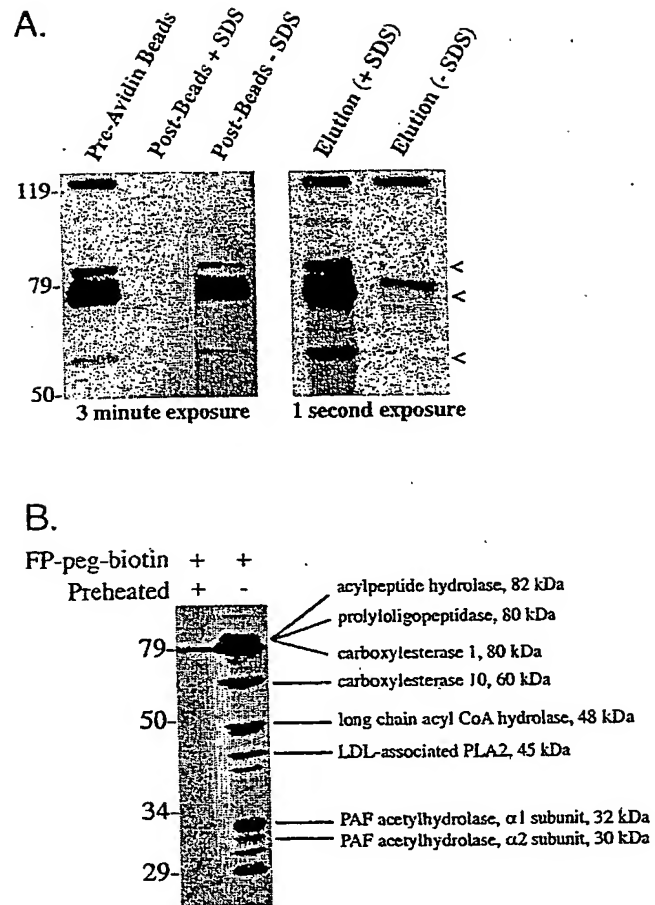 A.
Pre-Avidin Beads
Post-Beads + SDS
Post-Beads - SDS
Elution (+ SDS)
Elution (- SDS)
119-
79-
50-
<
<
<
3 minute exposure
1 second exposure
B.
FP-peg-biotin + +
Preheated + -
79-
50-
34-
29-
acylpeptide hydrolase, 82 kDa
prolyloligopeptidase, 80 kDa
carboxylesterase 1, 80 kDa
carboxylesterase 10, 60 kDa
long chain acyl CoA hydrolase, 48 kDa
LDL-associated PLA2, 45 kDa
PAF acetylhydrolase, α1 subunit, 32 kDa
PAF acetylhydrolase, α2 subunit, 30 kDa